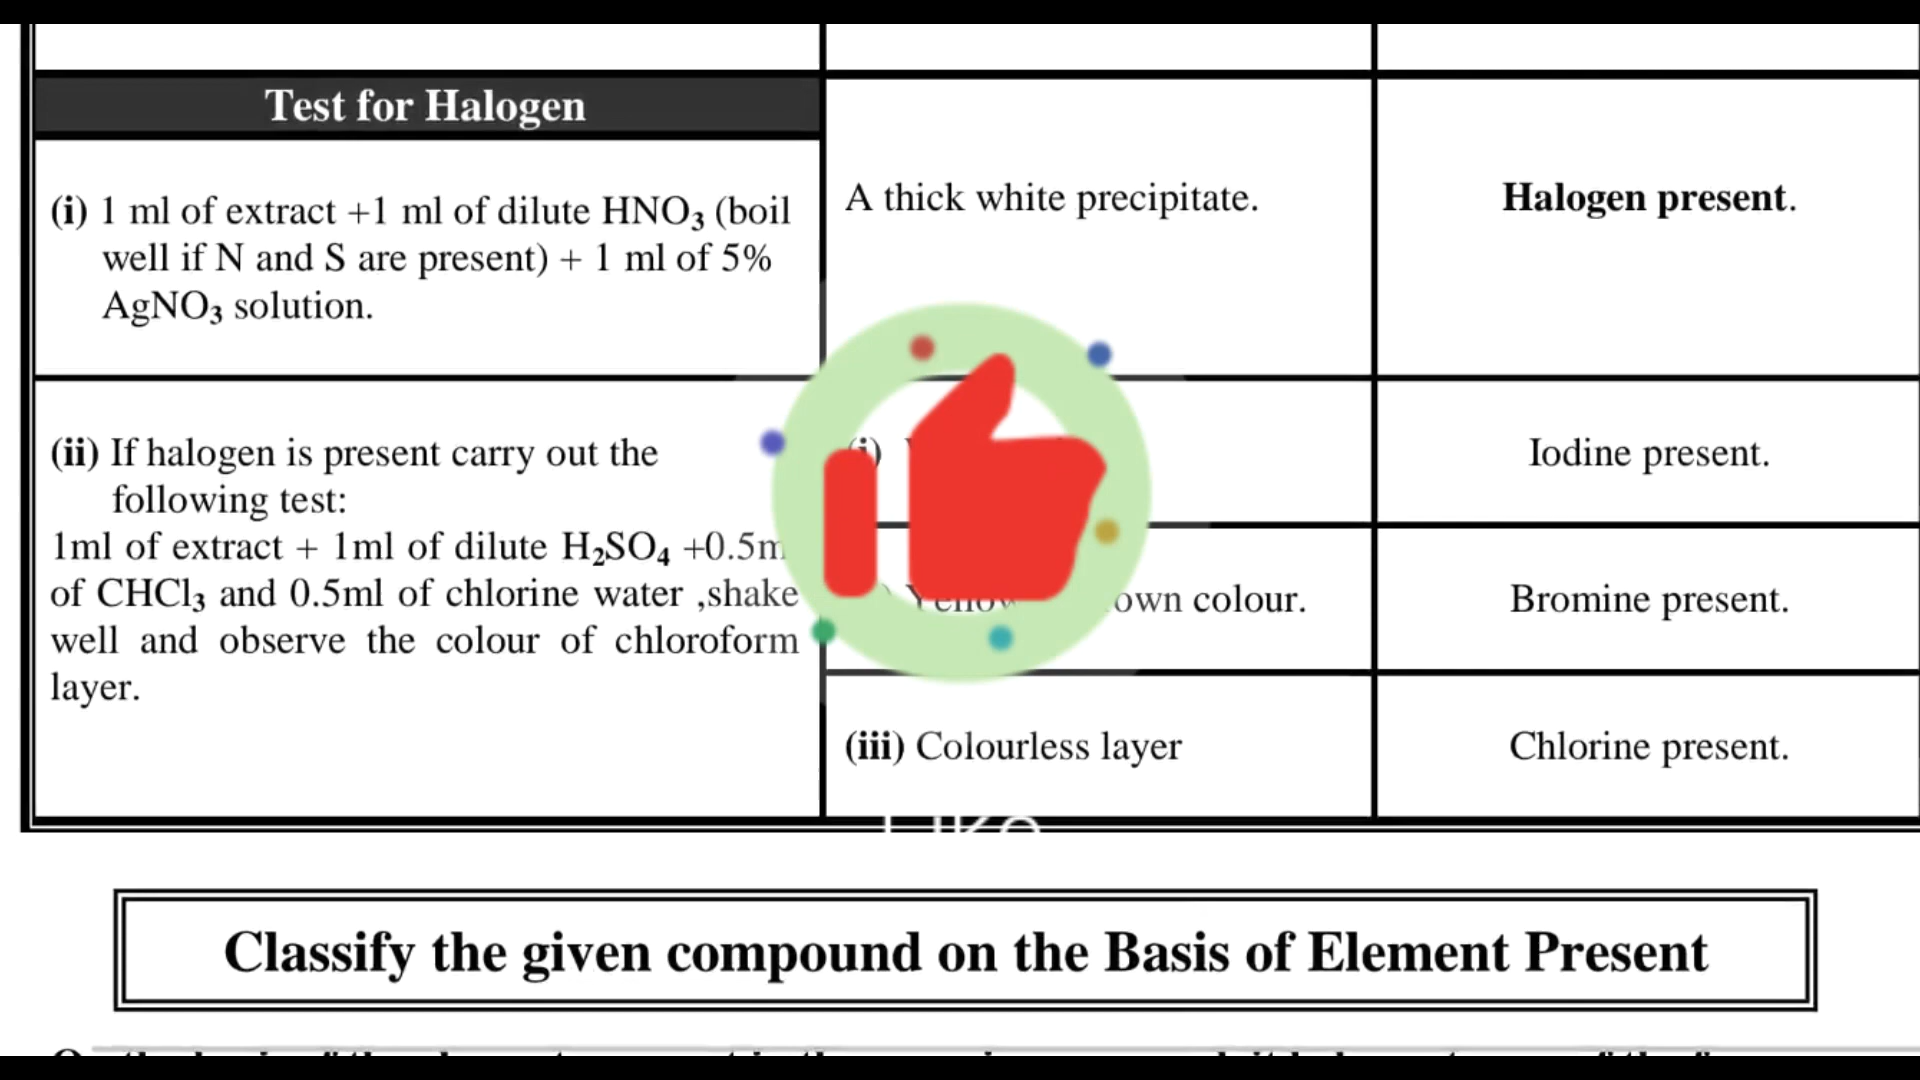 Test for Halogen
(i) 1 ml of extract +1 ml of dilute HNO₃ (boil
well if N and S are present) + 1 ml of 5%
AgNO₃ solution.
A thick white precipitate.
Halogen present.
(ii) If halogen is present carry out the
following test:
1ml of extract + 1ml of dilute H₂SO₄ +0.5m
of CHCl₃ and 0.5ml of chlorine water ,shake
well and observe the colour of chloroform
layer.
(i)
Iodine present.
colour.
Bromine present.
(iii) Colourless layer
Chlorine present.
Like
Classify the given compound on the Basis of Element Present